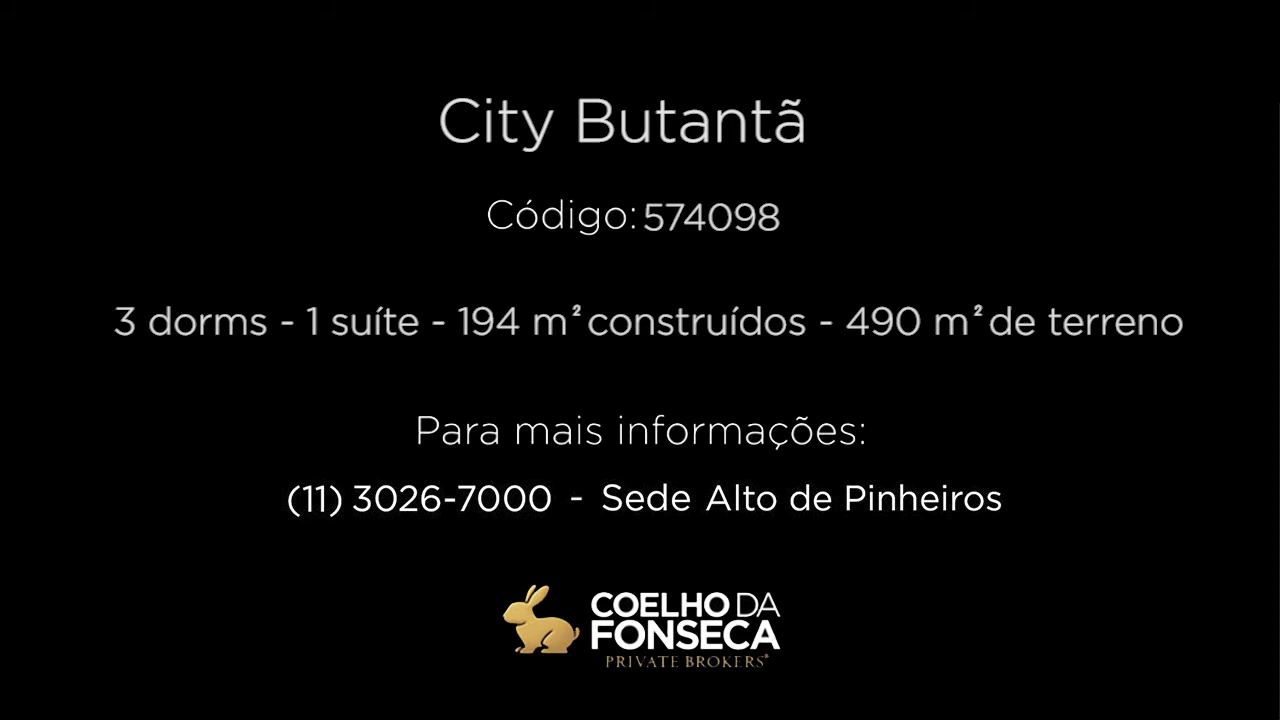 City Butantã
Código: 574098
3 dorms - 1 suíte - 194 m² construídos - 490 m² de terreno
Para mais informações:
(11) 3026-7000 - Sede Alto de Pinheiros
COELHO DA
FONSECA
PRIVATE BROKERS®